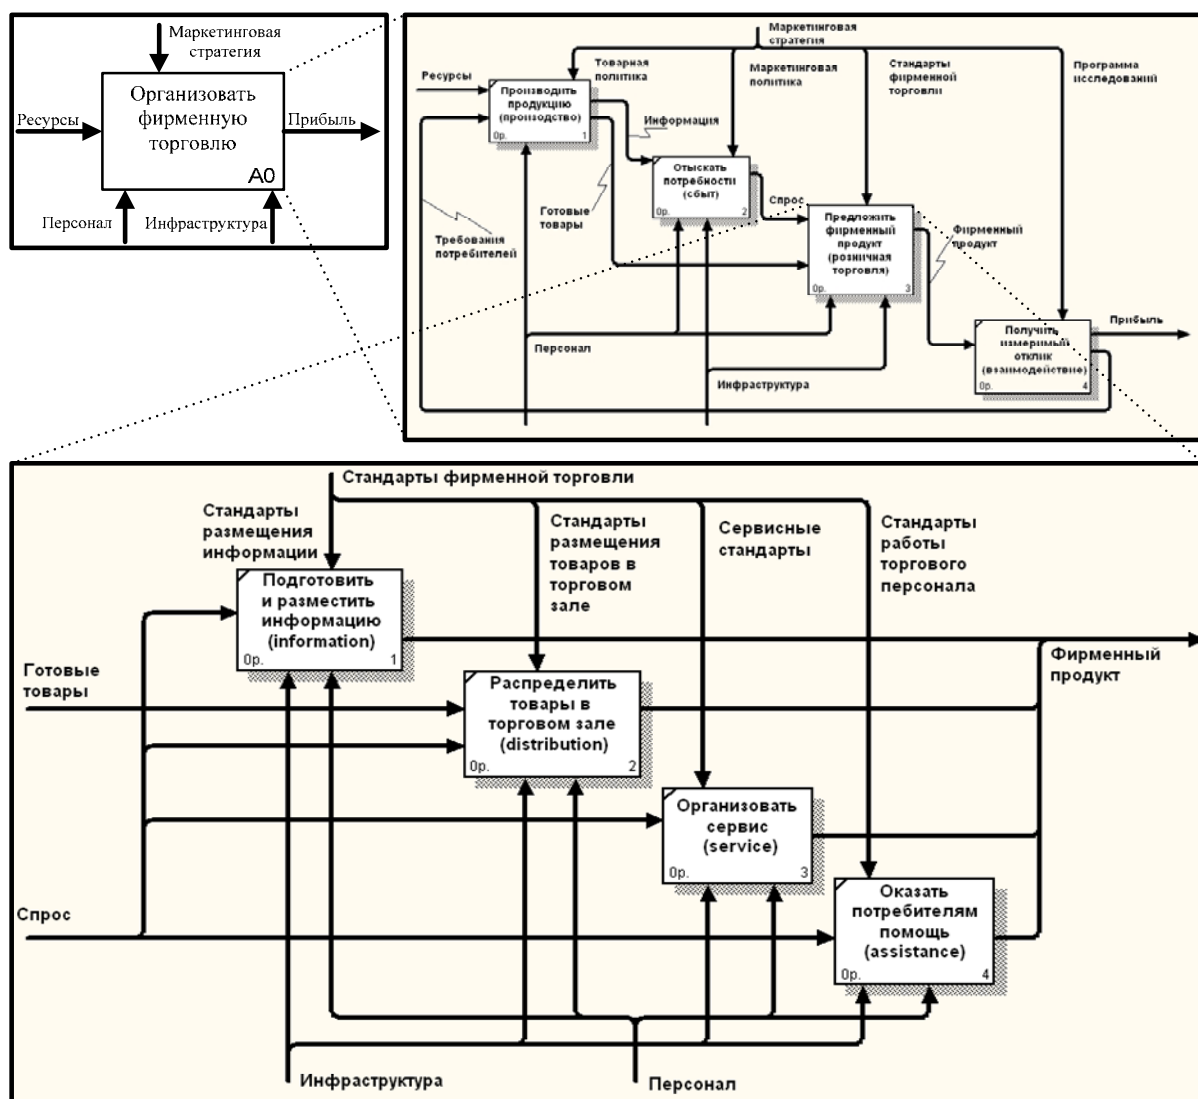 Маркетинговая
стратегия
Организовать
фирменную
торговлю
A0
Ресурсы
Прибыль
Персонал
Инфраструктура
Маркетинговая
стратегия
Ресурсы
Товарная
политика
Маркетинговая
политика
Стандарты
фирменной
торговли
Программа
исследований
Производить
продукцию
(произодство)
0р.
1
Информация
Отыскать
потребности
(сбыт)
0р.
2
Готовые
товары
Спрос
Требования
потребителей
Предложить
фирменный
продукт
(розничная
торговля)
0р.
3
Фирменный
продукт
Получить
измеримый
отклик
(взаимодействие)
0р.
4
Прибыль
Персонал
Инфраструктура
Стандарты фирменной торговли
Стандарты
размещения
информации
Стандарты
размещения
товаров в
торговом
зале
Сервисные
стандарты
Стандарты
работы
торгового
персонала
Подготовить
и разместить
информацию
(information)
0р.
1
Готовые
товары
Фирменный
продукт
Распределить
товары в
торговом зале
(distribution)
0р.
2
Организовать
сервис
(service)
0р.
3
Спрос
Оказать
потребителям
помощь
(assistance)
0р.
4
Инфраструктура
Персонал